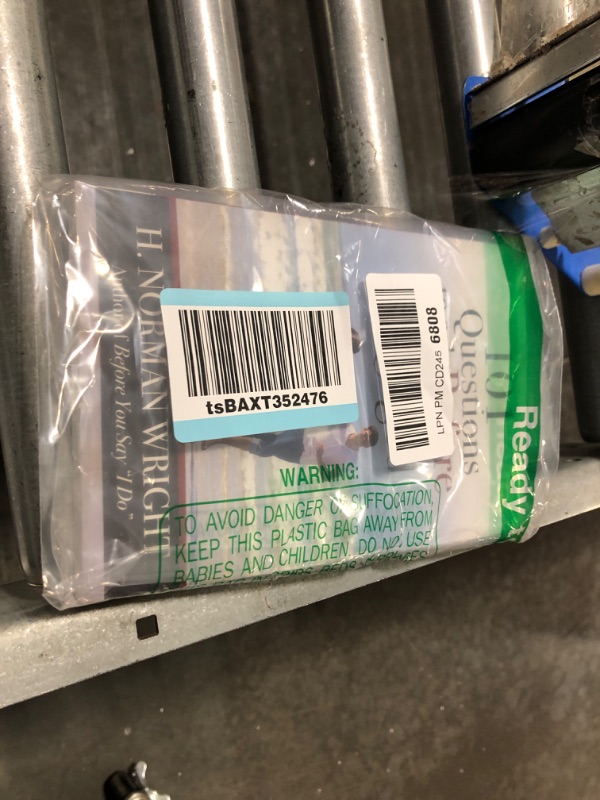 101
Questions
H. NORMAN WRIGHT
Author of Before You Say "I Do"
tsBAXT352476
LPN PM CD245 6808
Ready
WARNING:
TO AVOID DANGER OF SUFFOCATION,
KEEP THIS PLASTIC BAG AWAY FROM
BABIES AND CHILDREN. DO NOT USE